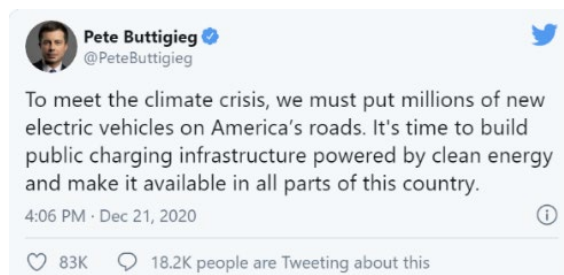 Pete Buttigieg
@PeteButtigieg
To meet the climate crisis, we must put millions of new
electric vehicles on America’s roads. It's time to build
public charging infrastructure powered by clean energy
and make it available in all parts of this country.
4:06 PM · Dec 21, 2020
83K 18.2K people are Tweeting about this